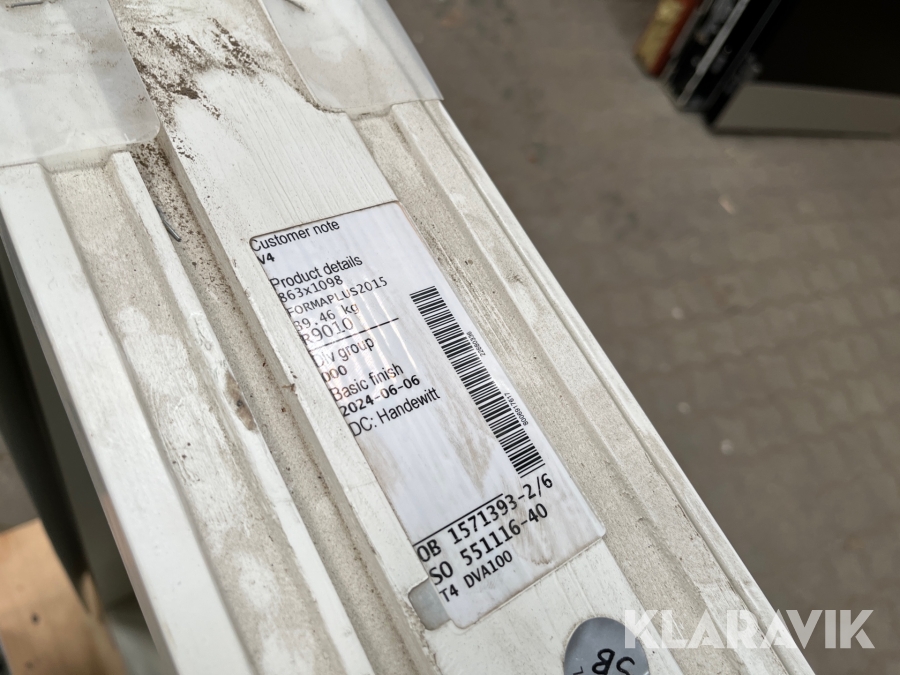 Customer note
V4
Product details
863x1098
FORMAPLUS2015
39.46 kg
R9010
Div group
000
Basic finish
2024-06-06
DC: Handewitt
OB 1571393-2/6
SO 551116-40
T4 DVA100
KLARAVIK